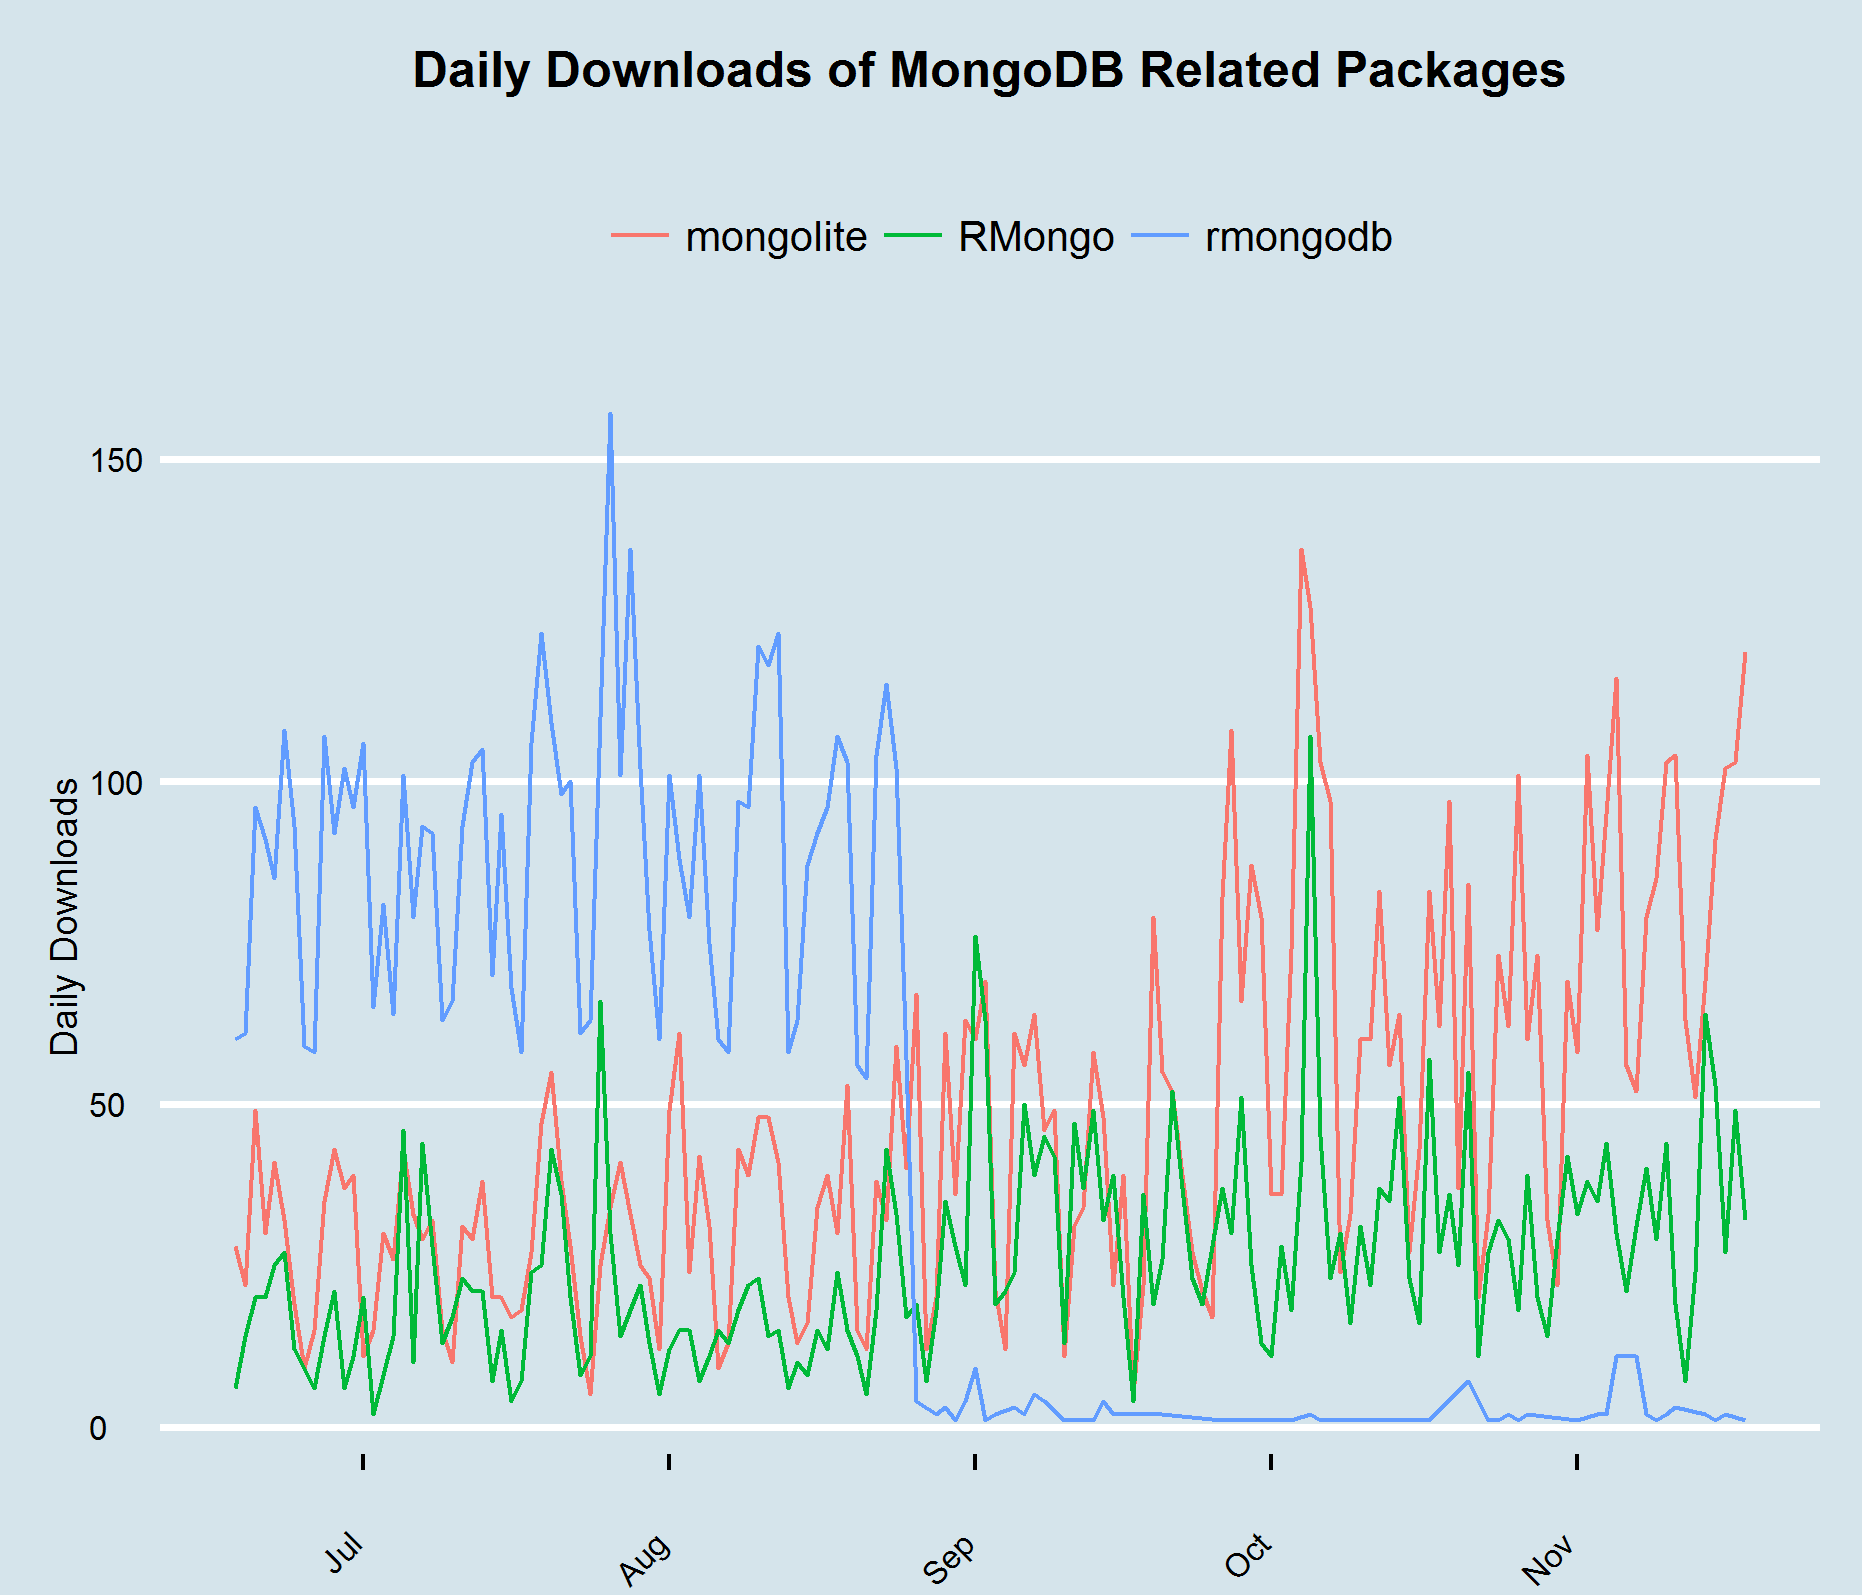 Daily Downloads of MongoDB Related Packages
mongolite RMongo rmongodb
Daily Downloads
150
100
50
0
Jul Aug Sep Oct Nov